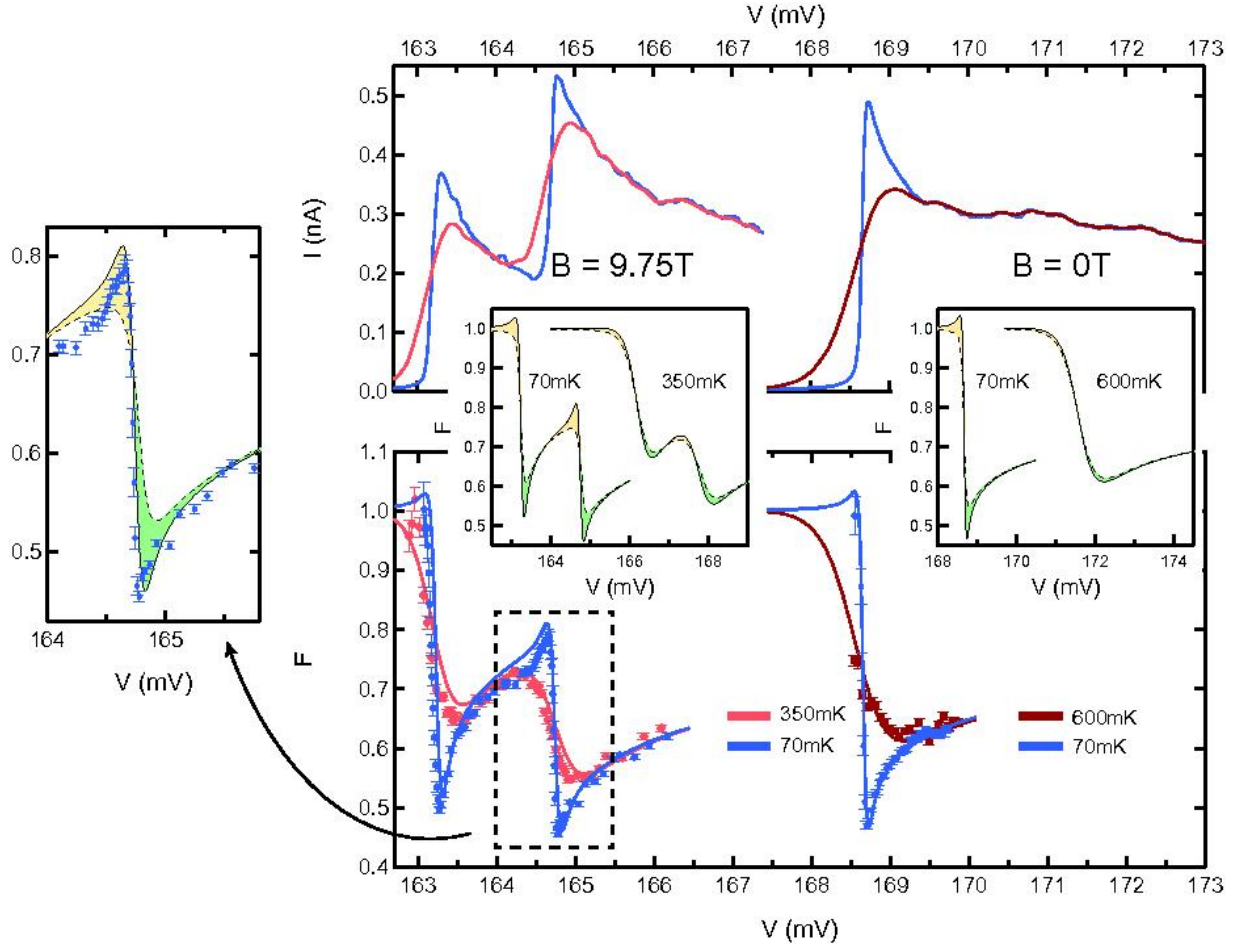 V (mV)
163 164 165 166 167 168 169 170 171 172 173
0.5
0.4
0.3
0.2
0.1
0.0
I (nA)
B = 9.75T
B = 0T
0.8
0.7
0.6
0.5
164 165
V (mV)
F
1.0
0.9
0.8
0.7
0.6
0.5
70mK
350mK
164 166 168
V (mV)
F
1.0
0.9
0.8
0.7
0.6
0.5
70mK
600mK
168 170 172 174
V (mV)
F
1.1
1.0
0.9
0.8
0.7
0.6
0.5
0.4
350mK
70mK
600mK
70mK
163 164 165 166 167 168 169 170 171 172 173
V (mV)
F